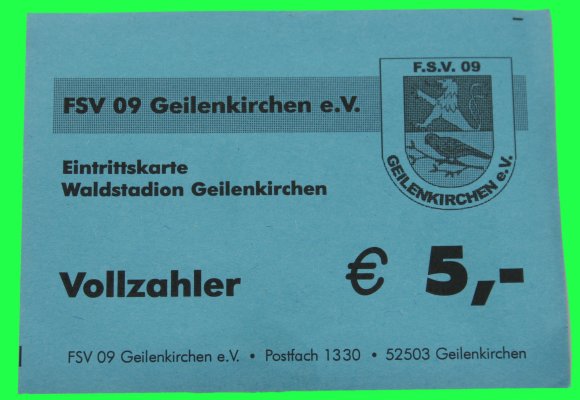 F.S.V. 09
FSV 09 Geilenkirchen e.V.
GEILENKIRCHEN e.V.
Eintrittskarte
Waldstadion Geilenkirchen
Vollzahler € 5,-
FSV 09 Geilenkirchen e.V. • Postfach 1330 • 52503 Geilenkirchen